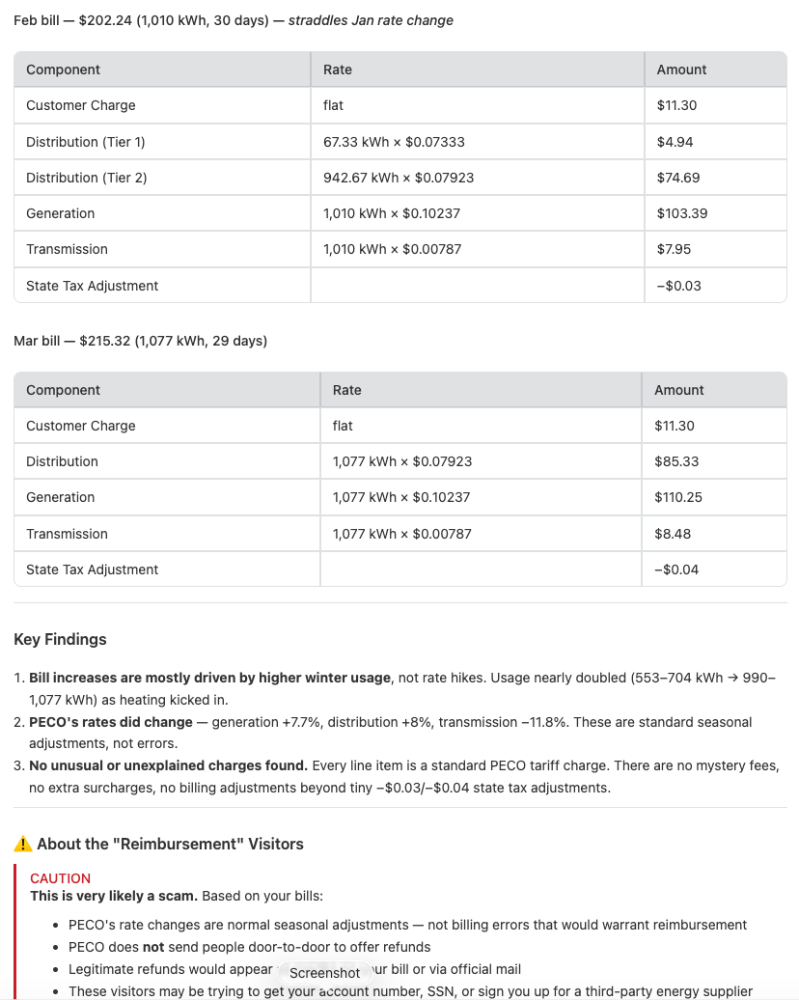 Feb bill — $202.24 (1,010 kWh, 30 days) — straddles Jan rate change
Component Rate Amount
Customer Charge flat $11.30
Distribution (Tier 1) 67.33 kWh × $0.07333 $4.94
Distribution (Tier 2) 942.67 kWh × $0.07923 $74.69
Generation 1,010 kWh × $0.10237 $103.39
Transmission 1,010 kWh × $0.00787 $7.95
State Tax Adjustment −$0.03
Mar bill — $215.32 (1,077 kWh, 29 days)
Component Rate Amount
Customer Charge flat $11.30
Distribution 1,077 kWh × $0.07923 $85.33
Generation 1,077 kWh × $0.10237 $110.25
Transmission 1,077 kWh × $0.00787 $8.48
State Tax Adjustment −$0.04
Key Findings
1. Bill increases are mostly driven by higher winter usage, not rate hikes. Usage nearly doubled (553–704 kWh → 990–
1,077 kWh) as heating kicked in.
2. PECO's rates did change — generation +7.7%, distribution +8%, transmission −11.8%. These are standard seasonal
adjustments, not errors.
3. No unusual or unexplained charges found. Every line item is a standard PECO tariff charge. There are no mystery fees,
no extra surcharges, no billing adjustments beyond tiny −$0.03/−$0.04 state tax adjustments.
⚠️ About the "Reimbursement" Visitors
CAUTION
This is very likely a scam. Based on your bills:
• PECO's rate changes are normal seasonal adjustments — not billing errors that would warrant reimbursement
• PECO does not send people door-to-door to offer refunds
• Legitimate refunds would appear ur bill or via official mail
Screenshot
• These visitors may be trying to get your account number, SSN, or sign you up for a third-party energy supplier